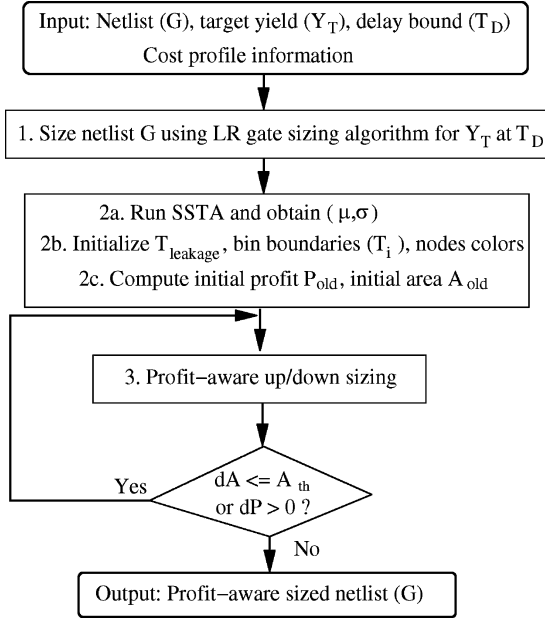 Input: Netlist (G), target yield (Y_T), delay bound (T_D)
Cost profile information
1. Size netlist G using LR gate sizing algorithm for Y_T at T_D
2a. Run SSTA and obtain (μ,σ)
2b. Initialize T_leakage, bin boundaries (T_i), nodes colors
2c. Compute initial profit P_old, initial area A_old
3. Profit-aware up/down sizing
Yes
dA <= A_th
or dP > 0 ?
No
Output: Profit-aware sized netlist (G)